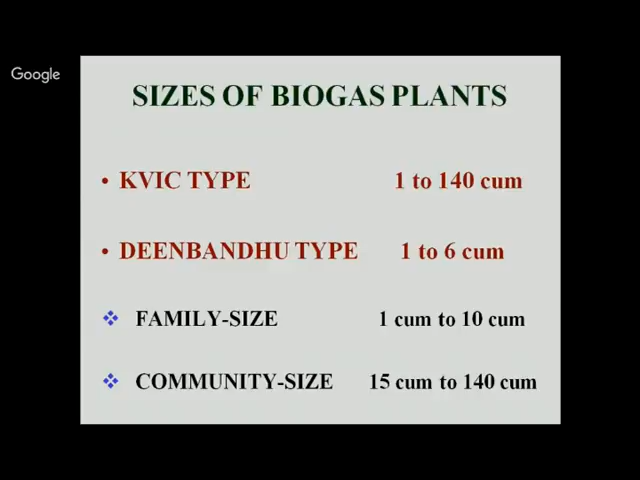 Google
SIZES OF BIOGAS PLANTS
• KVIC TYPE 1 to 140 cum
• DEENBANDHU TYPE 1 to 6 cum
❖ FAMILY-SIZE 1 cum to 10 cum
❖ COMMUNITY-SIZE 15 cum to 140 cum